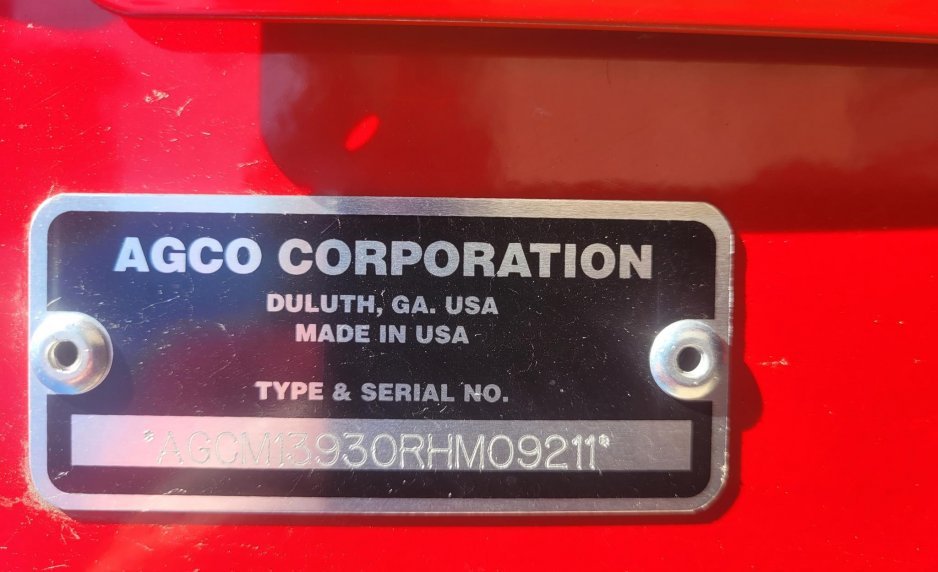 AGCO CORPORATION
DULUTH, GA. USA
MADE IN USA
TYPE & SERIAL NO.
*AGCM13930RHM09211*